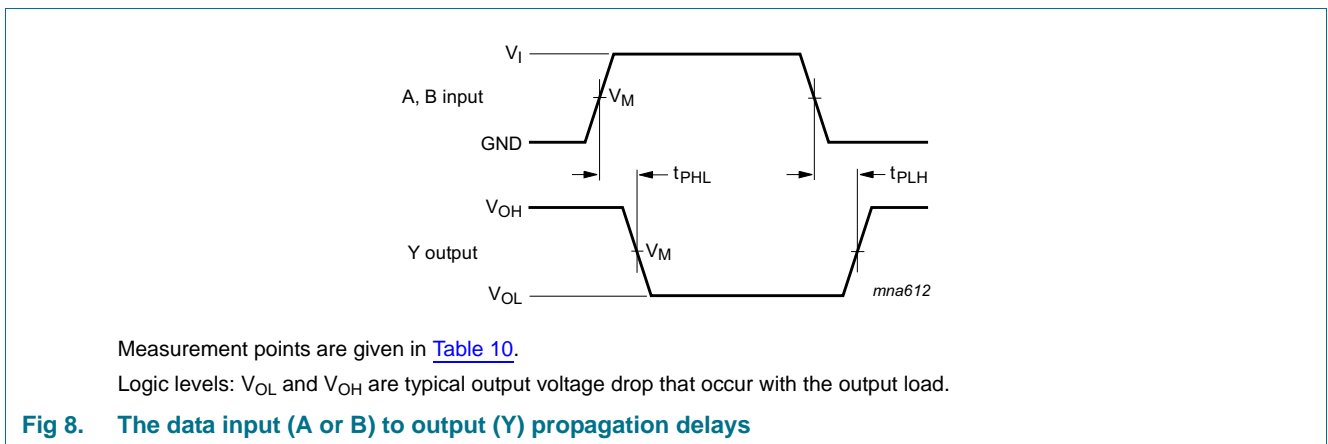 V_I
A, B input
V_M
GND
t_PHL
t_PLH
V_OH
Y output
V_M
V_OL
mna612
Measurement points are given in Table 10.
Logic levels: V_OL and V_OH are typical output voltage drop that occur with the output load.
Fig 8. The data input (A or B) to output (Y) propagation delays